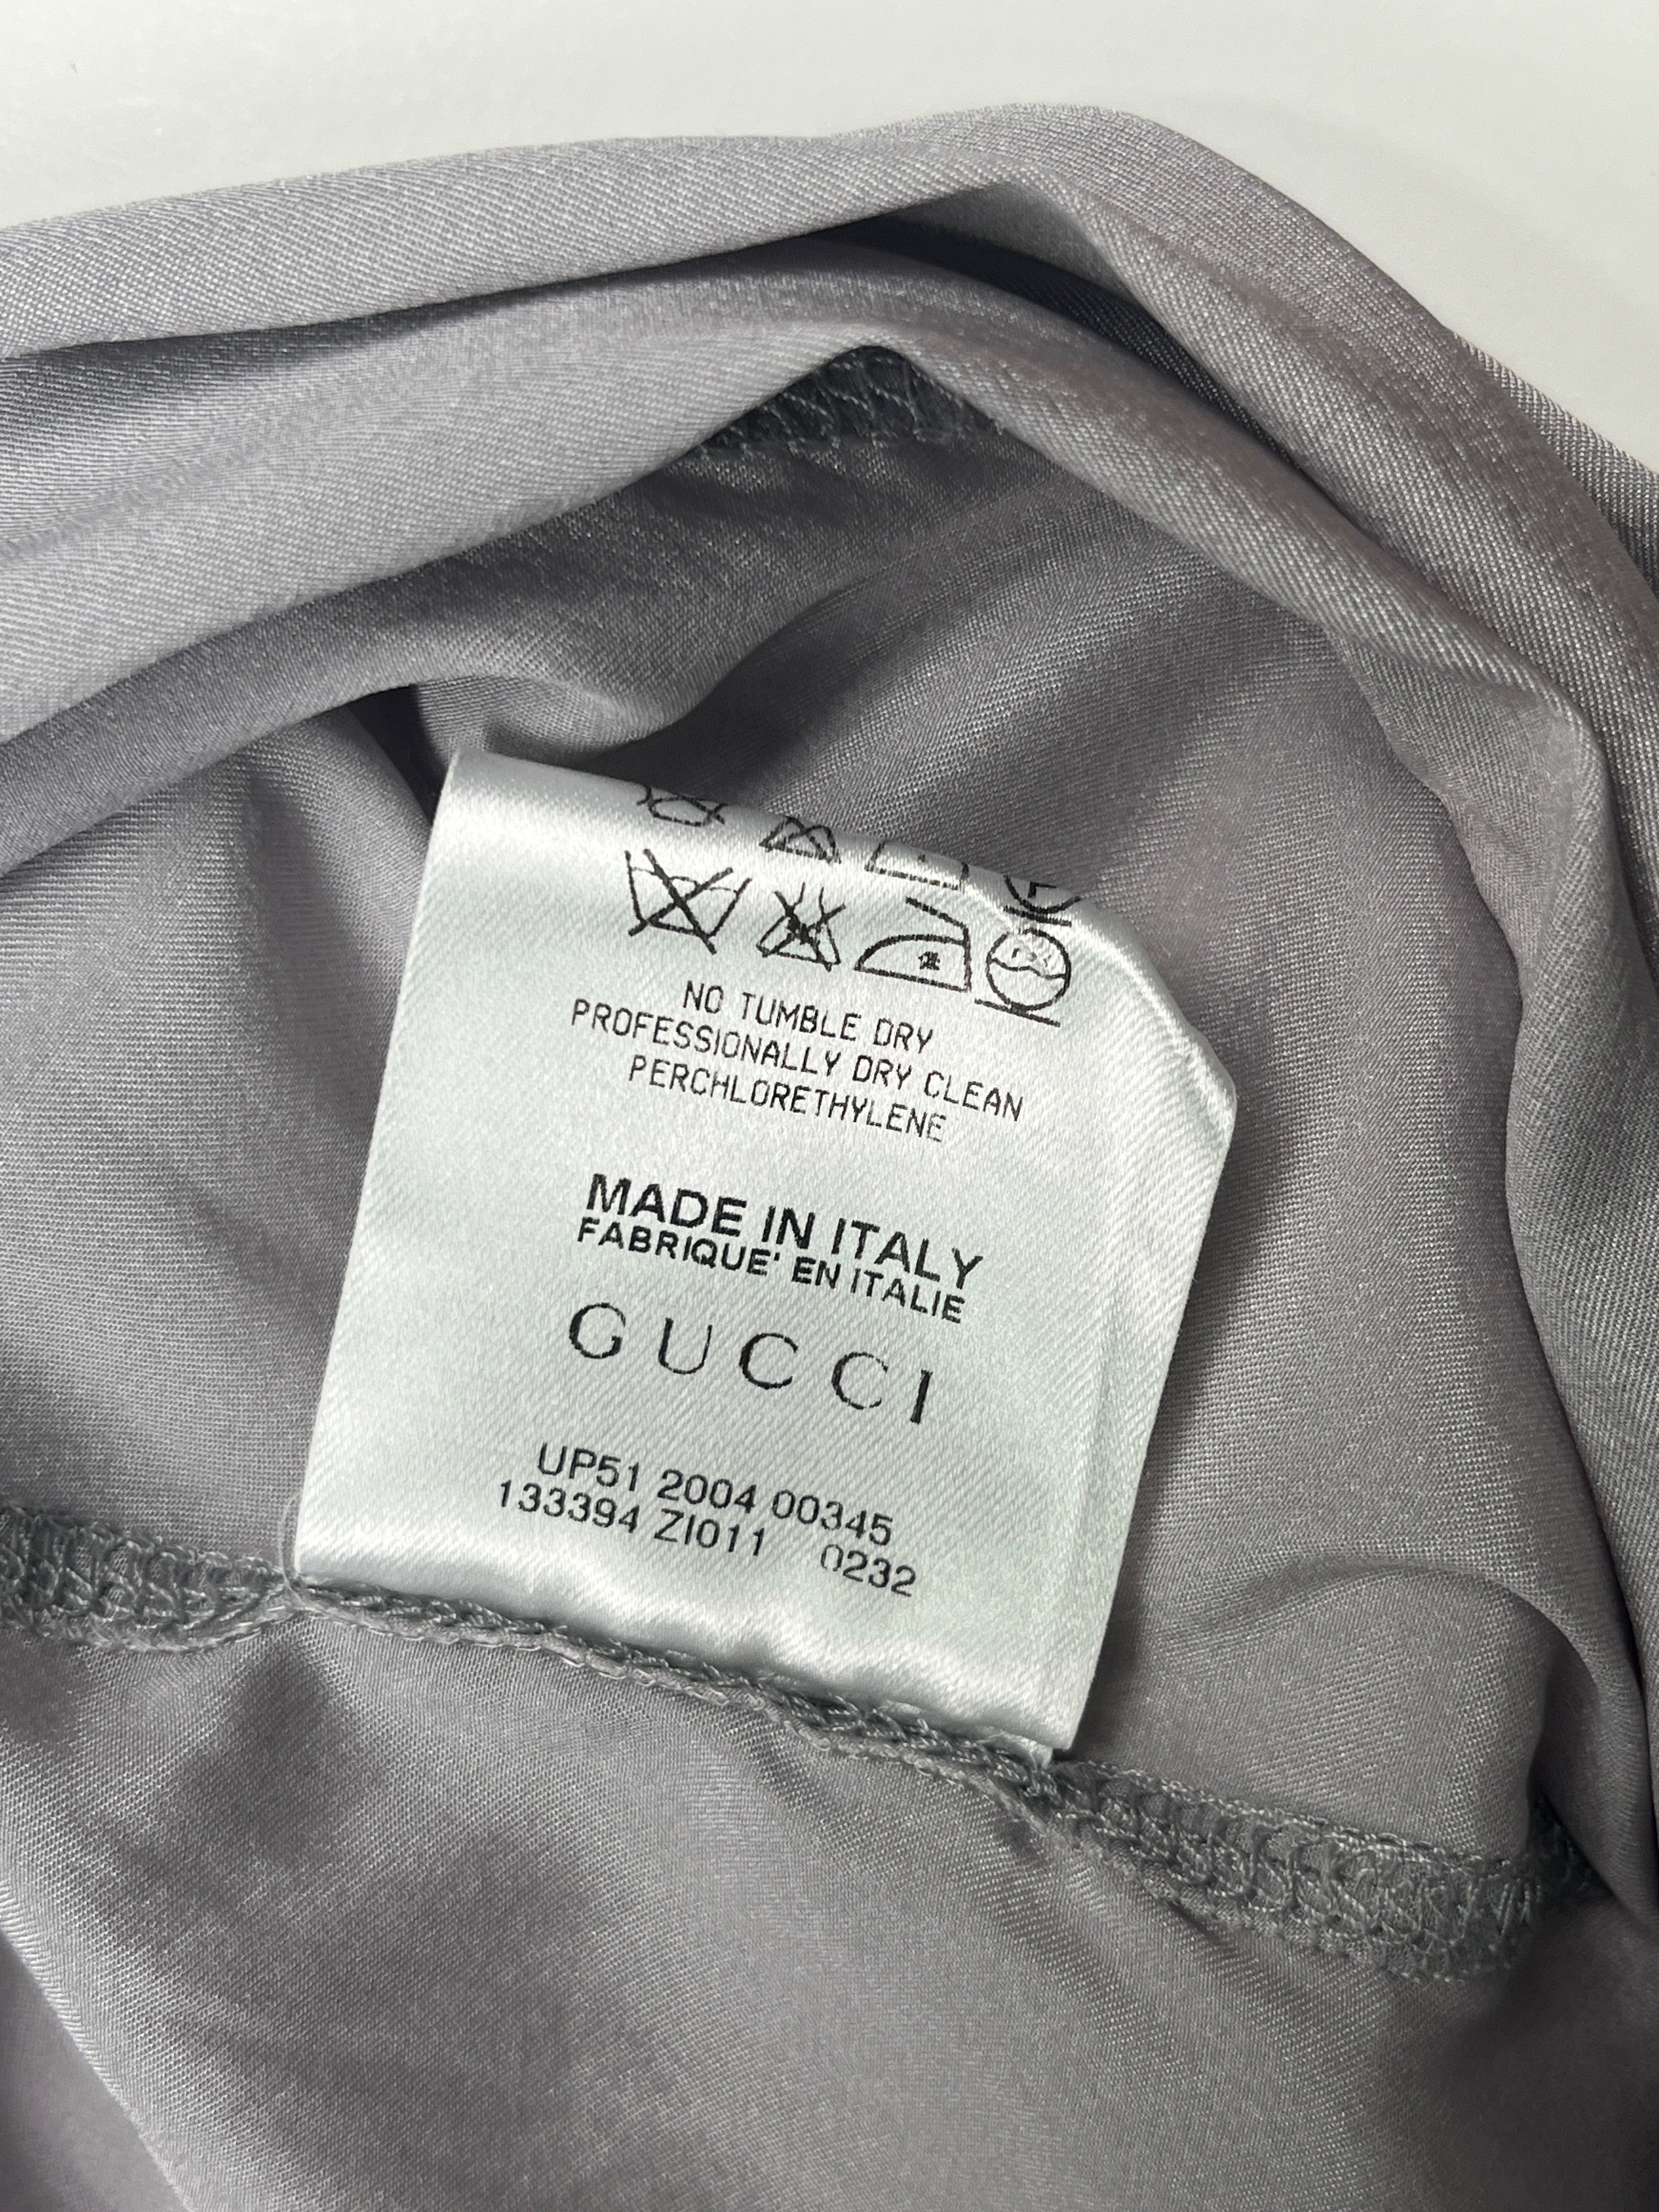 NO TUMBLE DRY
PROFESSIONALLY DRY CLEAN
PERCHLORETHYLENE
MADE IN ITALY
FABRIQUE' EN ITALIE
GUCCI
UP51 2004 00345
133394 ZI011 0232